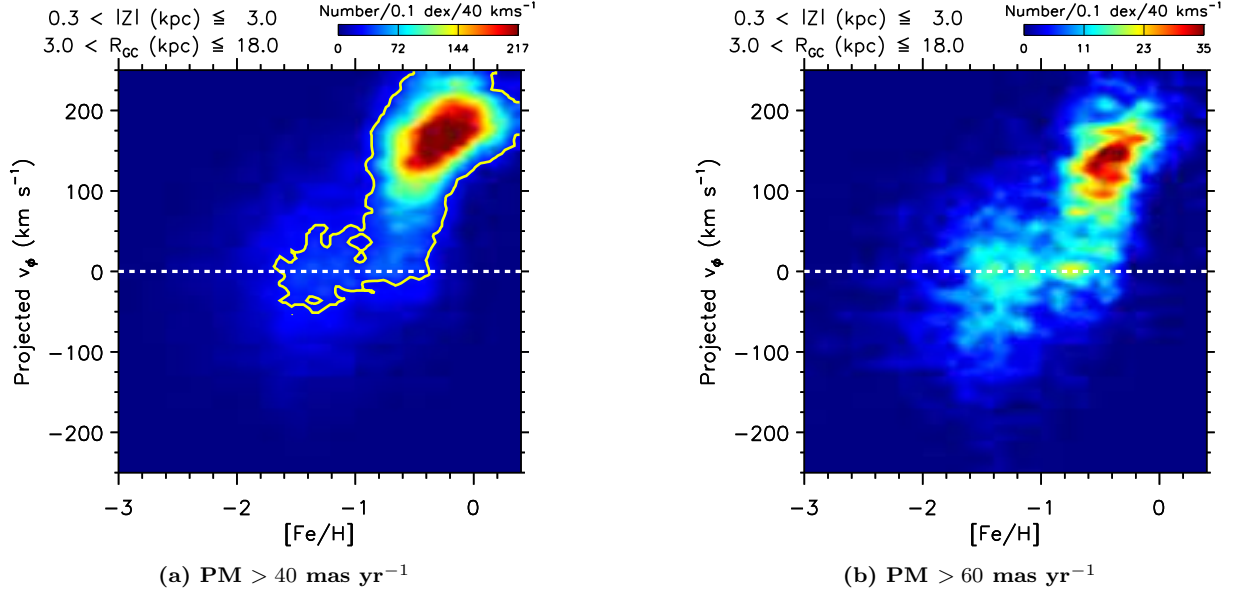 0.3 < |Z| (kpc) ≦ 3.0
3.0 < R_GC (kpc) ≦ 18.0
Number/0.1 dex/40 kms⁻¹
0 72 144 217
200
100
0
−100
−200
Projected v_ϕ (km s⁻¹)
−3 −2 −1 0
[Fe/H]
(a) PM > 40 mas yr⁻¹
0.3 < |Z| (kpc) ≦ 3.0
3.0 < R_GC (kpc) ≦ 18.0
Number/0.1 dex/40 kms⁻¹
0 11 23 35
200
100
0
−100
−200
Projected v_ϕ (km s⁻¹)
−3 −2 −1 0
[Fe/H]
(b) PM > 60 mas yr⁻¹